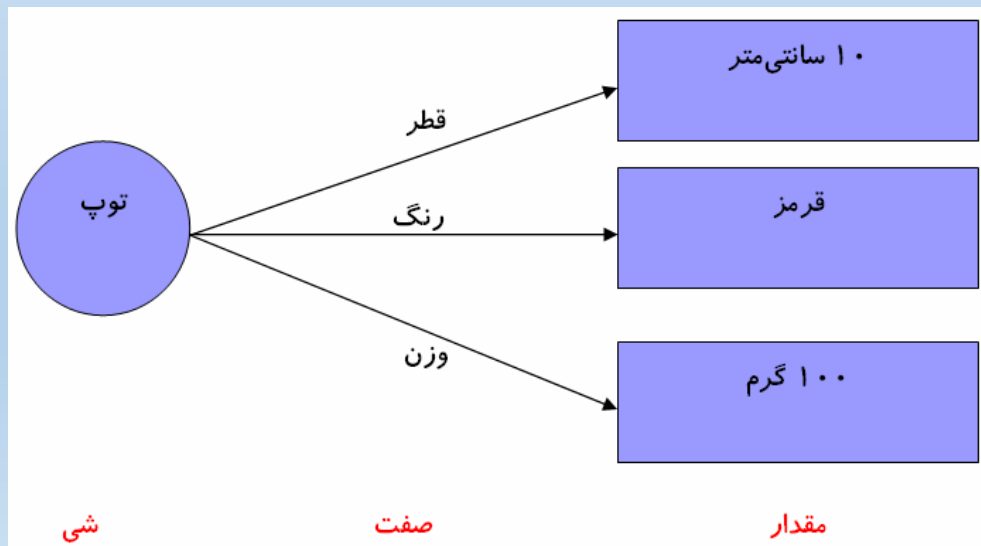 ۱۰ سانتی‌متر
قطر
توپ
رنگ
قرمز
وزن
۱۰۰ گرم
مقدار
صفت
شی